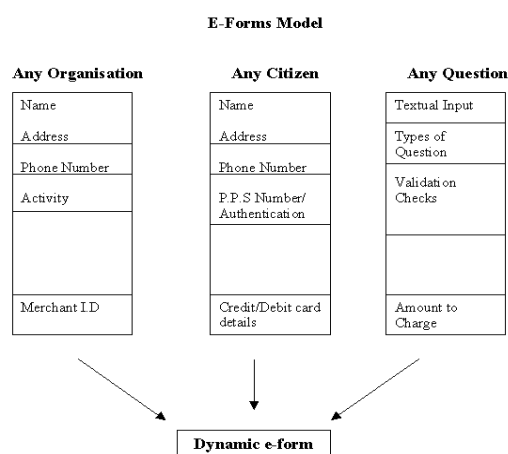 E-Forms Model
Any Organisation
Name
Address
Phone Number
Activity
Merchant I.D
Any Citizen
Name
Address
Phone Number
P.P.S Number/
Authentication
Credit/Debit card
details
Any Question
Textual Input
Types of
Question
Validation
Checks
Amount to
Charge
Dynamic e-form